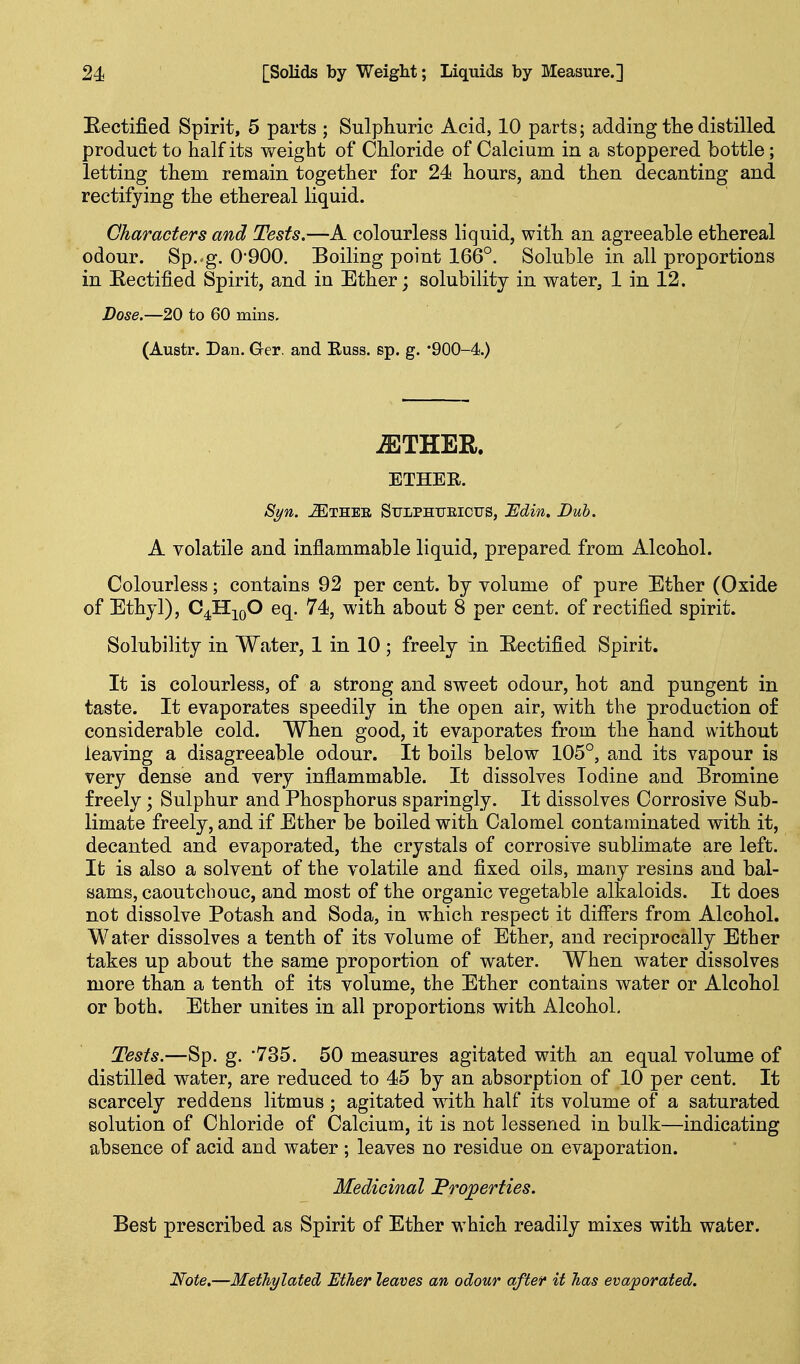 24 [Solids by Weight; Liquids by Measure.]
Rectified Spirit, 5 parts ; Sulphuric Acid, 10 parts; adding the distilled
product to half its weight of Chloride of Calcium in a stoppered bottle;
letting them remain together for 24 hours, and then decanting and
rectifying the ethereal liquid.
Characters and Tests.—A colourless liquid, with an agreeable ethereal
odour. Sp. g. 0·900. Boiling point 166°. Soluble in all proportions
in Rectified Spirit, and in Ether; solubility in water, 1 in 12.
Dose.—20 to 60 mins.
(Austr. Dan. Ger. and Russ. sp. g. ·900-4.)
ÆTHER.
ETHER.
Syn. Æther Sulphuricus, Edin. Dub.
A volatile and inflammable liquid, prepared from Alcohol.
Colourless; contains 92 per cent. by volume of pure Ether (Oxide
of Ethyl), C₄H₁₀O eq. 74, with about 8 per cent. of rectified spirit.
Solubility in Water, 1 in 10 ; freely in Rectified Spirit.
It is colourless, of a strong and sweet odour, hot and pungent in
taste. It evaporates speedily in the open air, with the production of
considerable cold. When good, it evaporates from the hand without
leaving a disagreeable odour. It boils below 105°, and its vapour is
very dense and very inflammable. It dissolves Iodine and Bromine
freely; Sulphur and Phosphorus sparingly. It dissolves Corrosive Sub-
limate freely, and if Ether be boiled with Calomel contaminated with it,
decanted and evaporated, the crystals of corrosive sublimate are left.
It is also a solvent of the volatile and fixed oils, many resins and bal-
sams, caoutchouc, and most of the organic vegetable alkaloids. It does
not dissolve Potash and Soda, in which respect it differs from Alcohol.
Water dissolves a tenth of its volume of Ether, and reciprocally Ether
takes up about the same proportion of water. When water dissolves
more than a tenth of its volume, the Ether contains water or Alcohol
or both. Ether unites in all proportions with Alcohol.
Tests.—Sp. g. ·735. 50 measures agitated with an equal volume of
distilled water, are reduced to 45 by an absorption of 10 per cent. It
scarcely reddens litmus ; agitated with half its volume of a saturated
solution of Chloride of Calcium, it is not lessened in bulk—indicating
absence of acid and water ; leaves no residue on evaporation.
Medicinal Properties.
Best prescribed as Spirit of Ether which readily mixes with water.
Note.—Methylated Ether leaves an odour after it has evaporated.